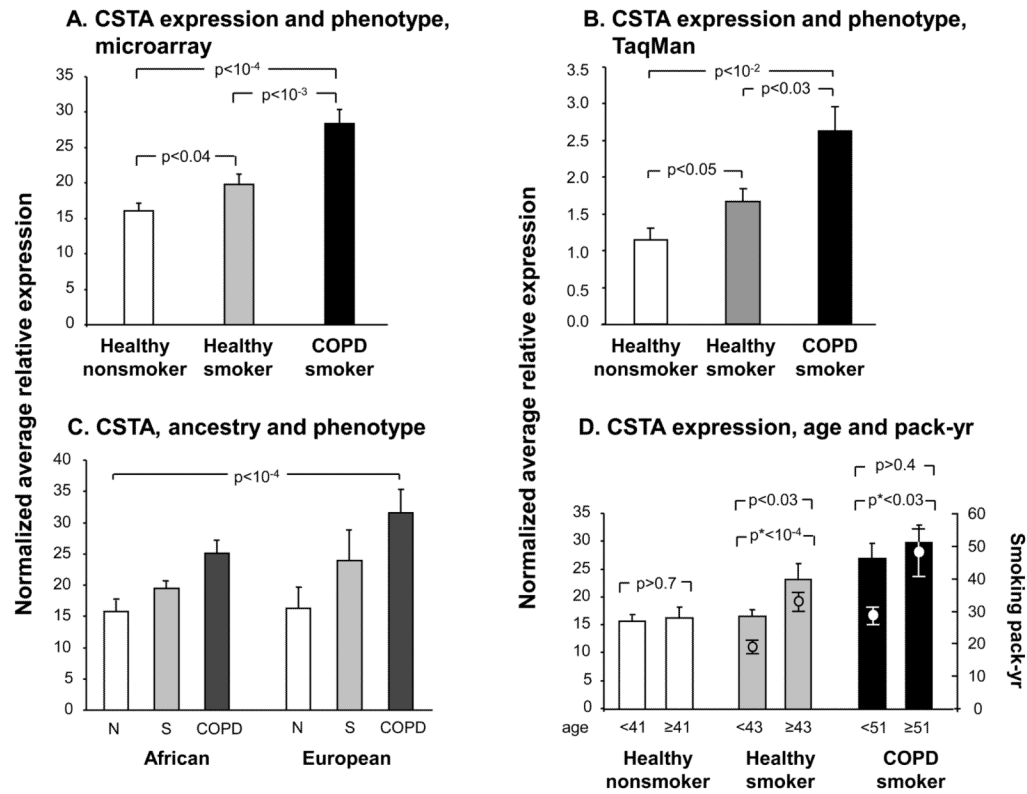 A. CSTA expression and phenotype,
microarray
35
30
25
20
15
10
5
0
p<10-4
p<10-3
p<0.04
Healthy nonsmoker
Healthy smoker
COPD smoker
B. CSTA expression and phenotype,
TaqMan
3.5
3.0
2.5
2.0
1.5
1.0
0.5
0.0
p<10-2
p<0.03
p<0.05
Healthy nonsmoker
Healthy smoker
COPD smoker
Normalized average relative expression
Normalized average relative expression
C. CSTA, ancestry and phenotype
40
35
30
25
20
15
10
5
0
p<10-4
N S COPD N S COPD
African European
D. CSTA expression, age and pack-yr
35
30
25
20
15
10
5
0
p>0.7
p<0.03
p*<10-4
p>0.4
p*<0.03
60
50
40
30
20
10
0
Smoking pack-yr
age <41 ≥41 <43 ≥43 <51 ≥51
Healthy nonsmoker
Healthy smoker
COPD smoker